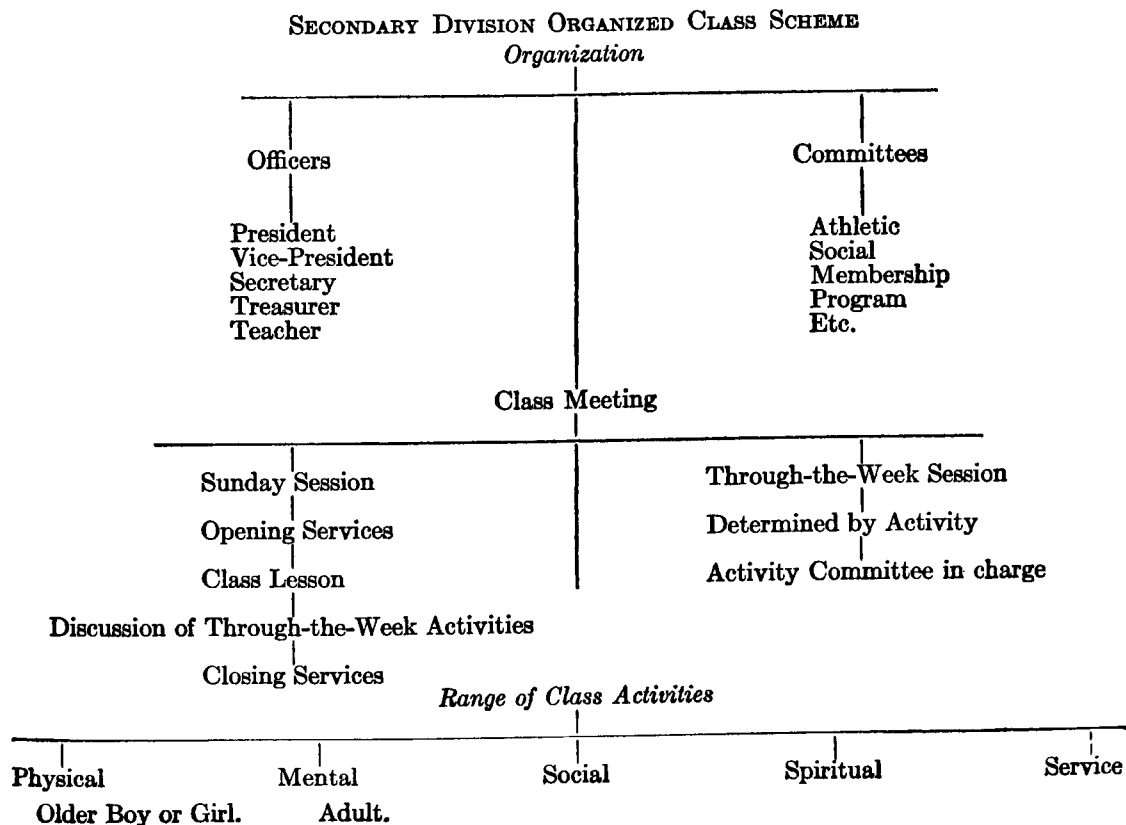 SECONDARY DIVISION ORGANIZED CLASS SCHEME
Organization
Officers
President
Vice-President
Secretary
Treasurer
Teacher
Committees
Athletic
Social
Membership
Program
Etc.
Class Meeting
Sunday Session
Opening Services
Class Lesson
Discussion of Through-the-Week Activities
Closing Services
Through-the-Week Session
Determined by Activity
Activity Committee in charge
Range of Class Activities
Physical Mental Social Spiritual Service
Older Boy or Girl. Adult.